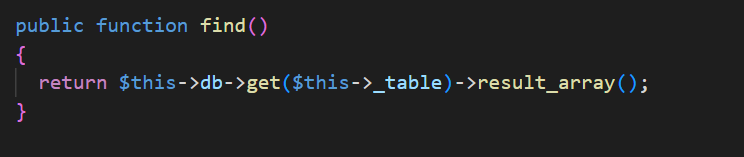 public function find()
{
  return $this->db->get($this->_table)->result_array();
}